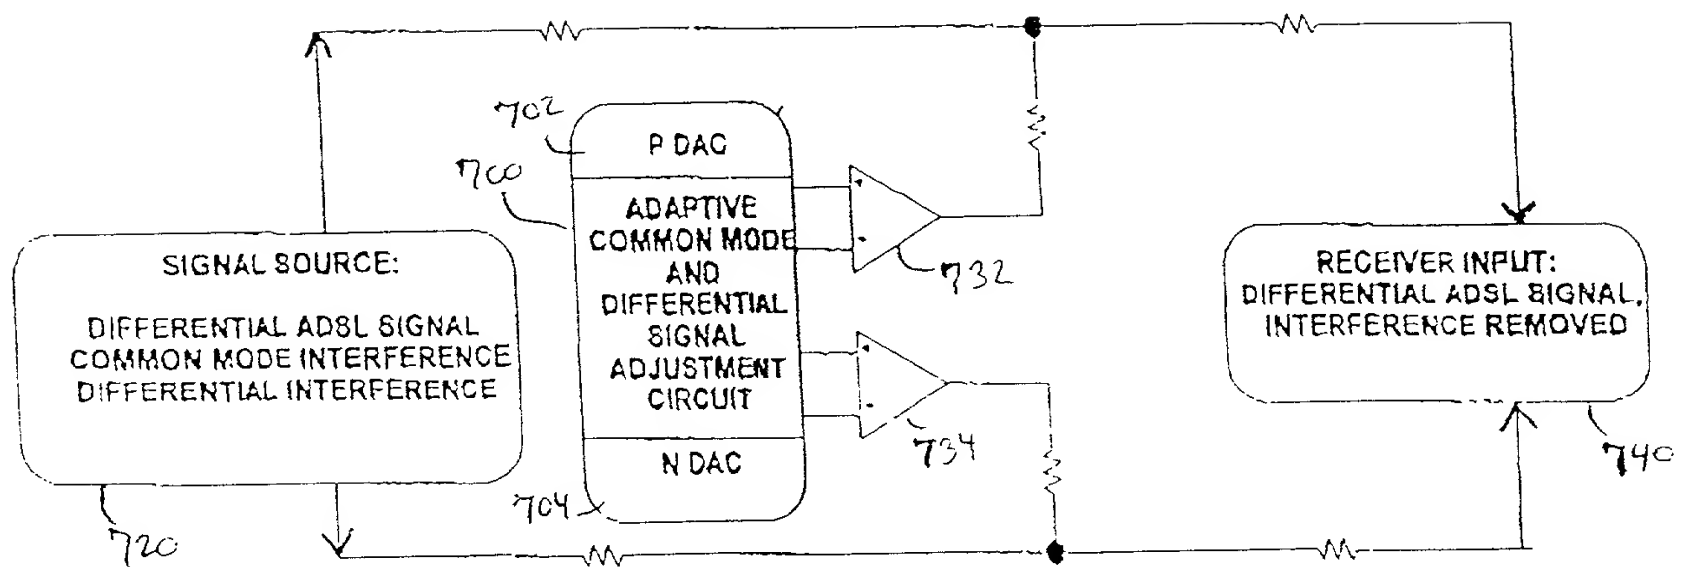 702
P DAC
700
ADAPTIVE
COMMON MODE
AND
DIFFERENTIAL
SIGNAL
ADJUSTMENT
CIRCUIT
N DAC
704
732
734
SIGNAL SOURCE:
DIFFERENTIAL ADSL SIGNAL
COMMON MODE INTERFERENCE
DIFFERENTIAL INTERFERENCE
720
RECEIVER INPUT:
DIFFERENTIAL ADSL SIGNAL,
INTERFERENCE REMOVED
740